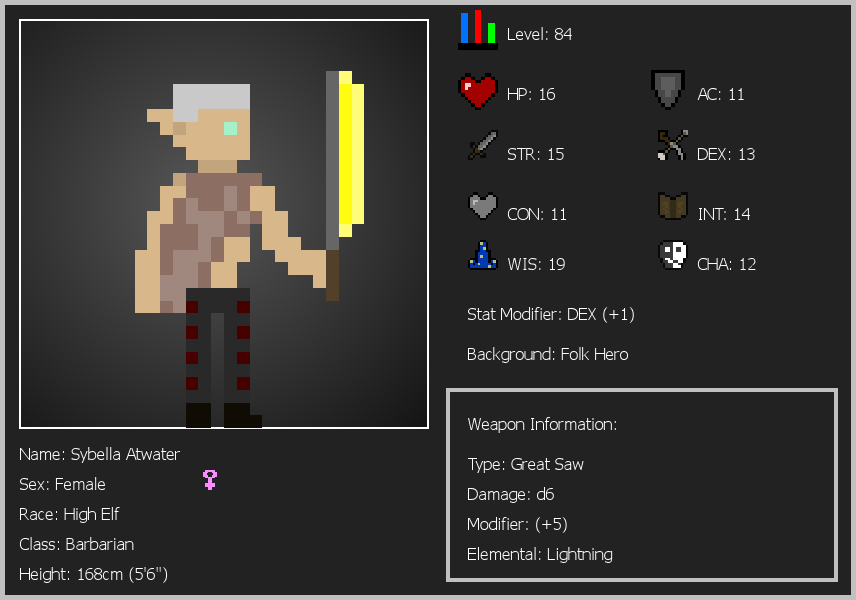 Level: 84
HP: 16
AC: 11
STR: 15
DEX: 13
CON: 11
INT: 14
WIS: 19
CHA: 12
Stat Modifier: DEX (+1)
Background: Folk Hero
Weapon Information:
Type: Great Saw
Damage: d6
Modifier: (+5)
Elemental: Lightning
Name: Sybella Atwater
Sex: Female
Race: High Elf
Class: Barbarian
Height: 168cm (5'6")